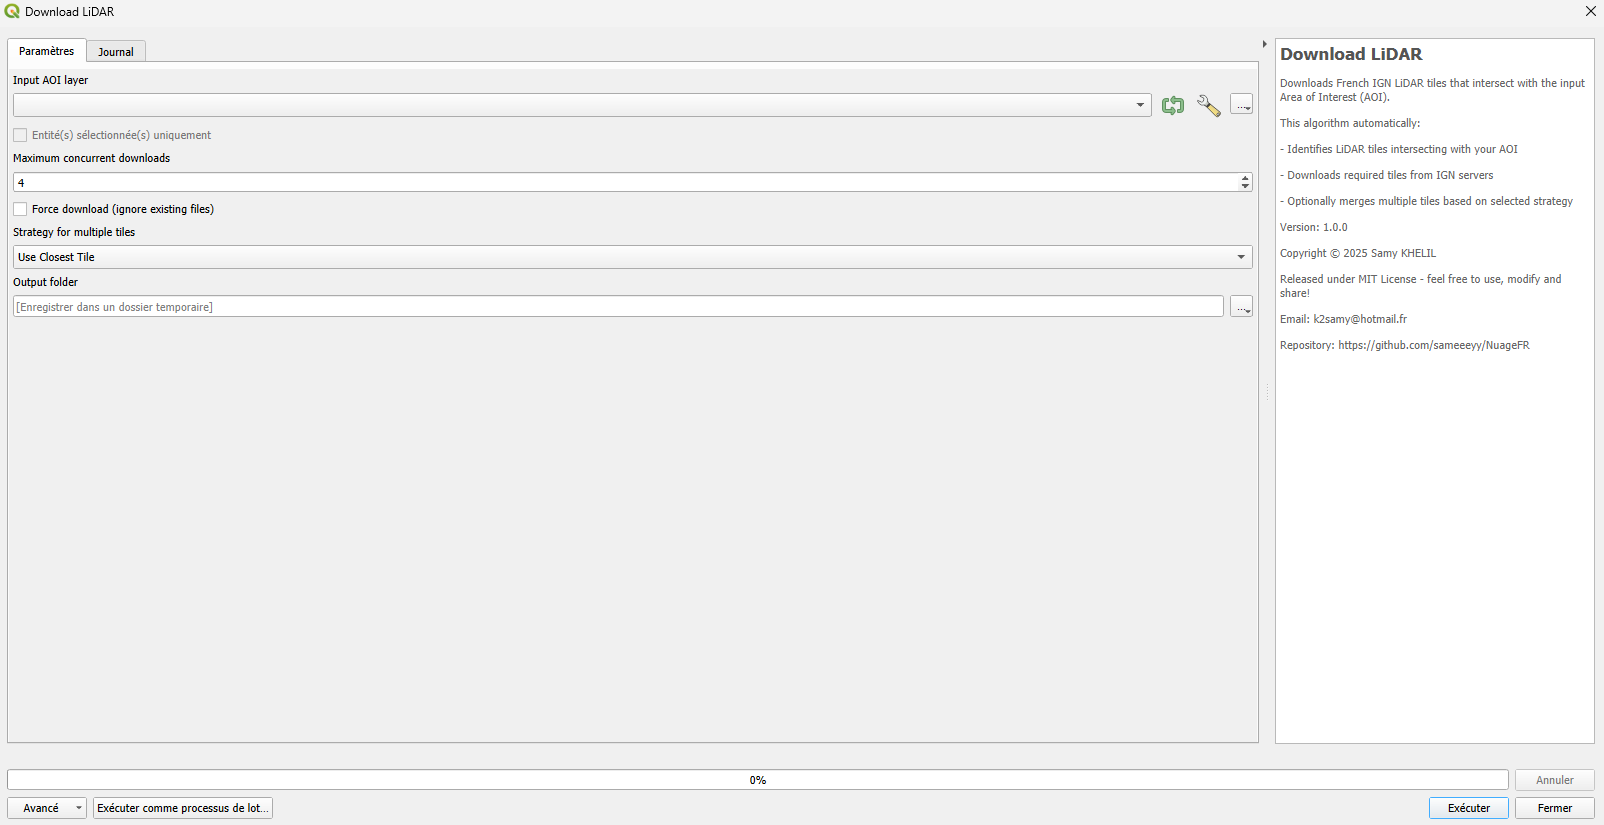 Download LiDAR
Paramètres
Journal
Input AOI layer
...
Entité(s) sélectionnée(s) uniquement
Maximum concurrent downloads
4
Force download (ignore existing files)
Strategy for multiple tiles
Use Closest Tile
Output folder
[Enregistrer dans un dossier temporaire]
...
Download LiDAR
Downloads French IGN LiDAR tiles that intersect with the input
Area of Interest (AOI).
This algorithm automatically:
- Identifies LiDAR tiles intersecting with your AOI
- Downloads required tiles from IGN servers
- Optionally merges multiple tiles based on selected strategy
Version: 1.0.0
Copyright © 2025 Samy KHELIL
Released under MIT License - feel free to use, modify and
share!
Email: k2samy@hotmail.fr
Repository: https://github.com/sameeeyy/NuageFR
0%
Annuler
Avancé
Exécuter comme processus de lot...
Exécuter
Fermer